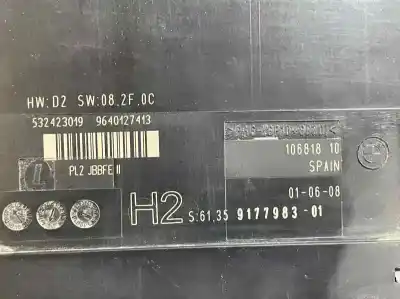 HW:D2 SW:08.2F.0C
532423019 9640127413
PL2 JBBFE II
106818 10
SPAIN
01-06-08
H2 S:61.35 9177983-01